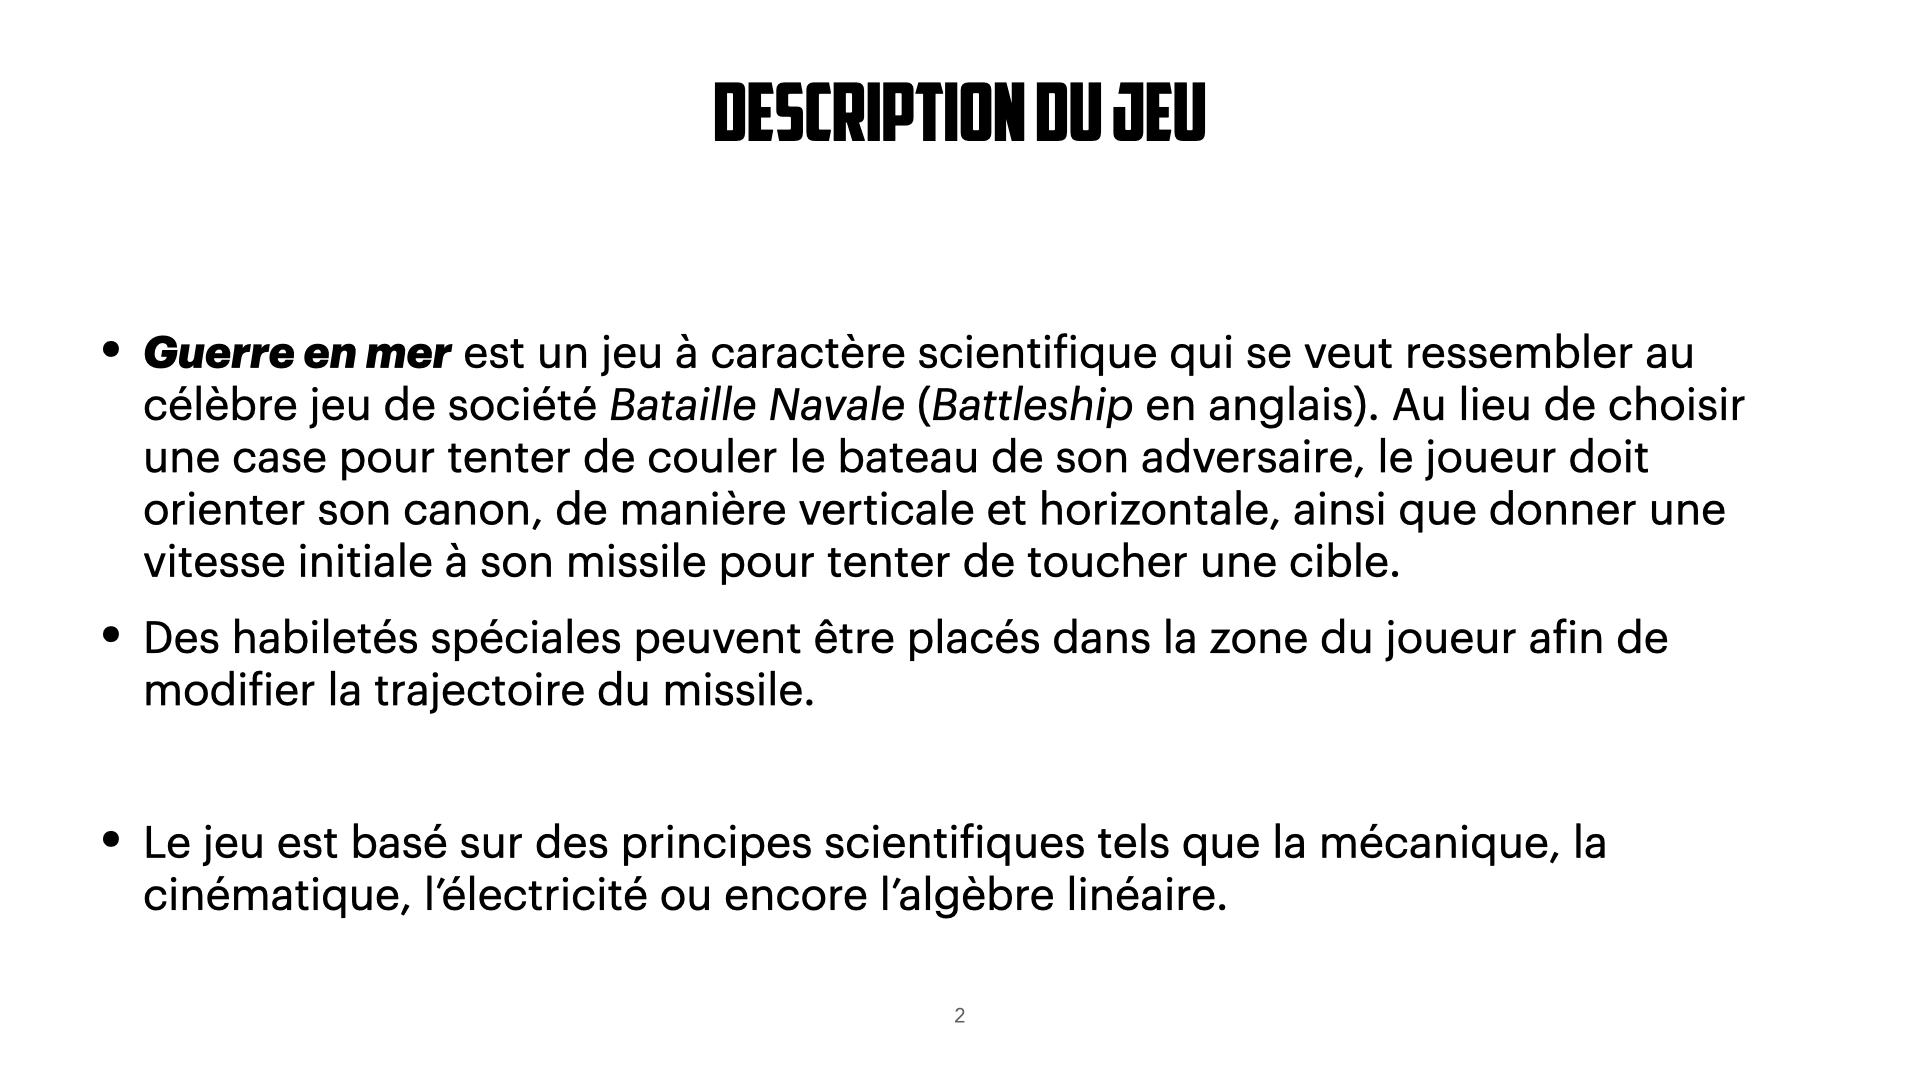 DESCRIPTION DU JEU
• Guerre en mer est un jeu à caractère scientifique qui se veut ressembler au
célèbre jeu de société Bataille Navale (Battleship en anglais). Au lieu de choisir
une case pour tenter de couler le bateau de son adversaire, le joueur doit
orienter son canon, de manière verticale et horizontale, ainsi que donner une
vitesse initiale à son missile pour tenter de toucher une cible.
• Des habiletés spéciales peuvent être placés dans la zone du joueur afin de
modifier la trajectoire du missile.
• Le jeu est basé sur des principes scientifiques tels que la mécanique, la
cinématique, l’électricité ou encore l’algèbre linéaire.
2